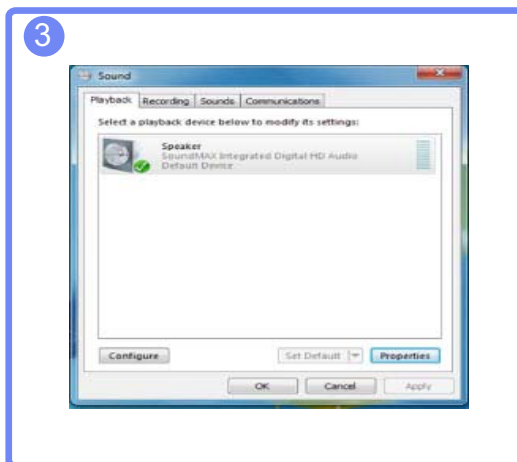 3
Sound
Playback Recording Sounds Communications
Select a playback device below to modify its settings:
Speaker
SoundMAX Integrated Digital HD Audio
Default Device
Configure Set Default Properties
OK Cancel Apply